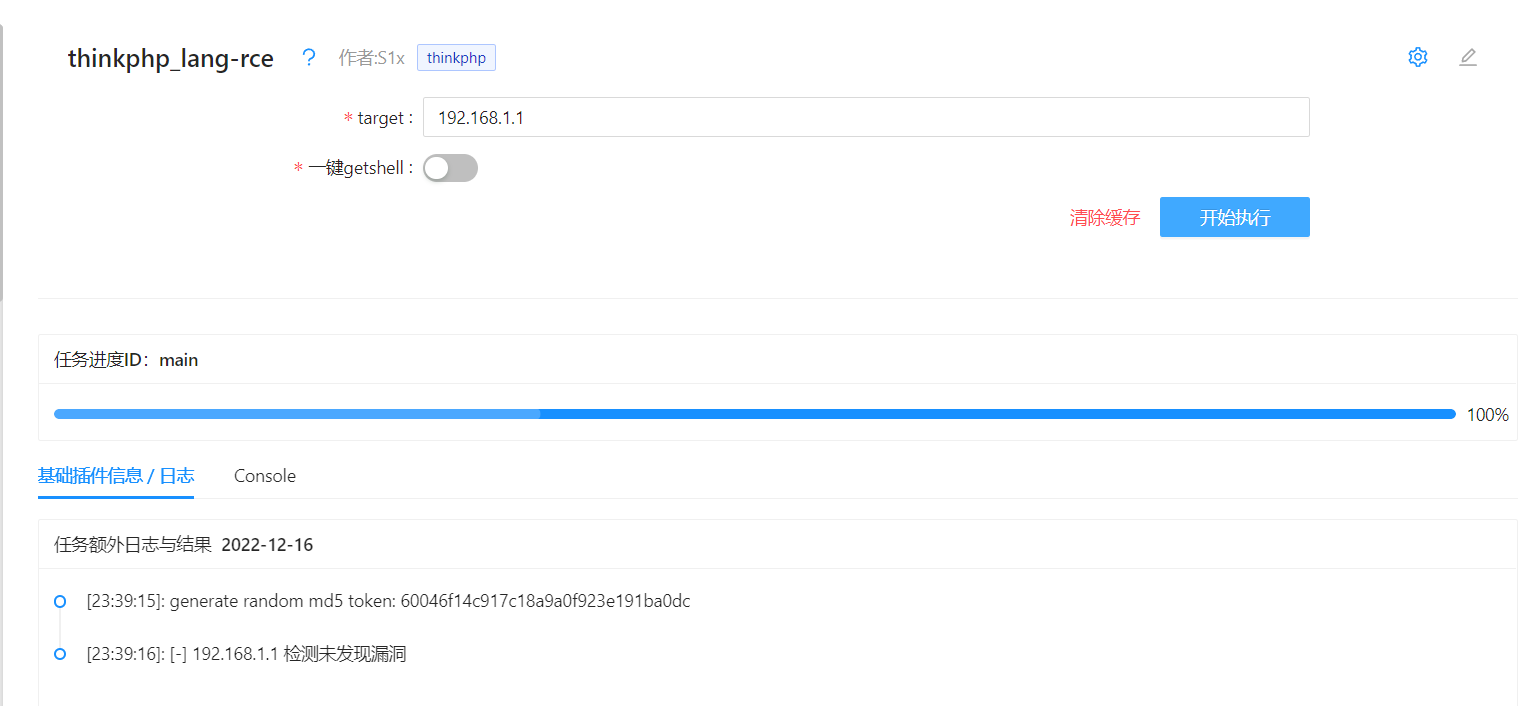 thinkphp_lang-rce ? 作者:S1x thinkphp
* target : 192.168.1.1
* 一键getshell :
清除缓存 开始执行
任务进度ID：main
100%
基础插件信息 / 日志 Console
任务额外日志与结果 2022-12-16
[23:39:15]: generate random md5 token: 60046f14c917c18a9a0f923e191ba0dc
[23:39:16]: [-] 192.168.1.1 检测未发现漏洞